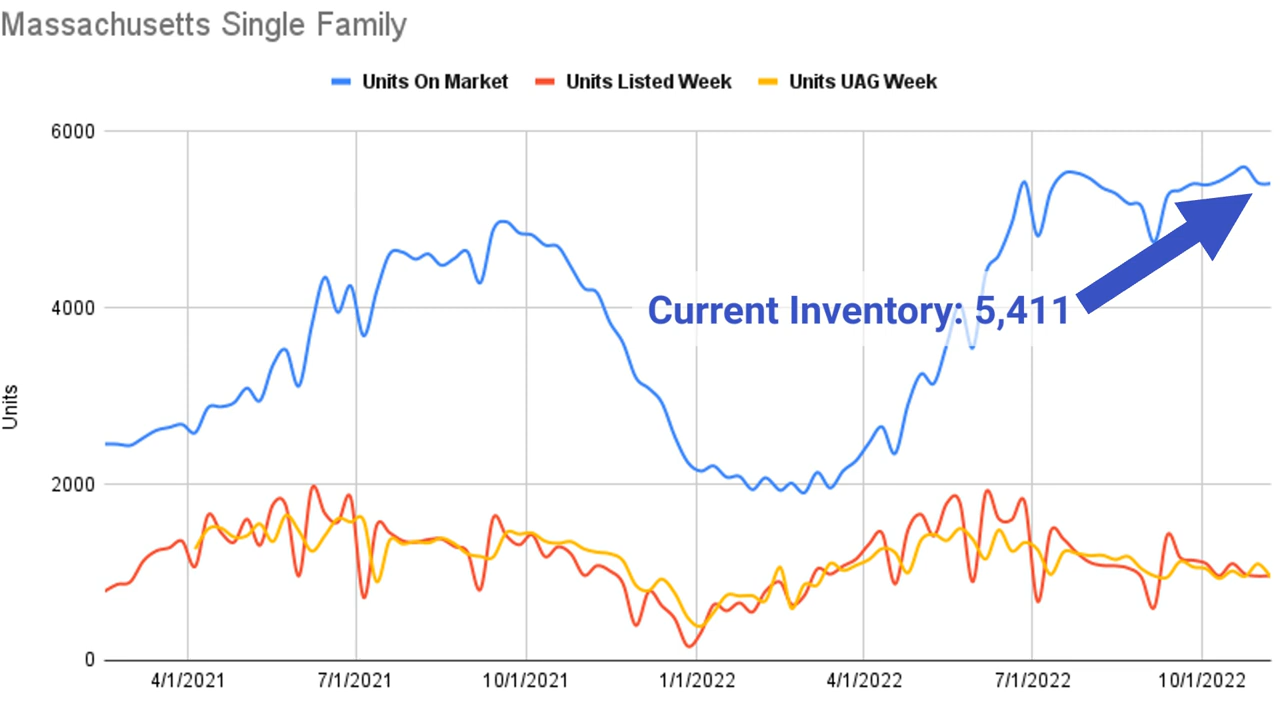 Massachusetts Single Family
Units On Market Units Listed Week Units UAG Week
6000
4000
2000
0
Units
Current Inventory: 5,411
4/1/2021 7/1/2021 10/1/2021 1/1/2022 4/1/2022 7/1/2022 10/1/2022